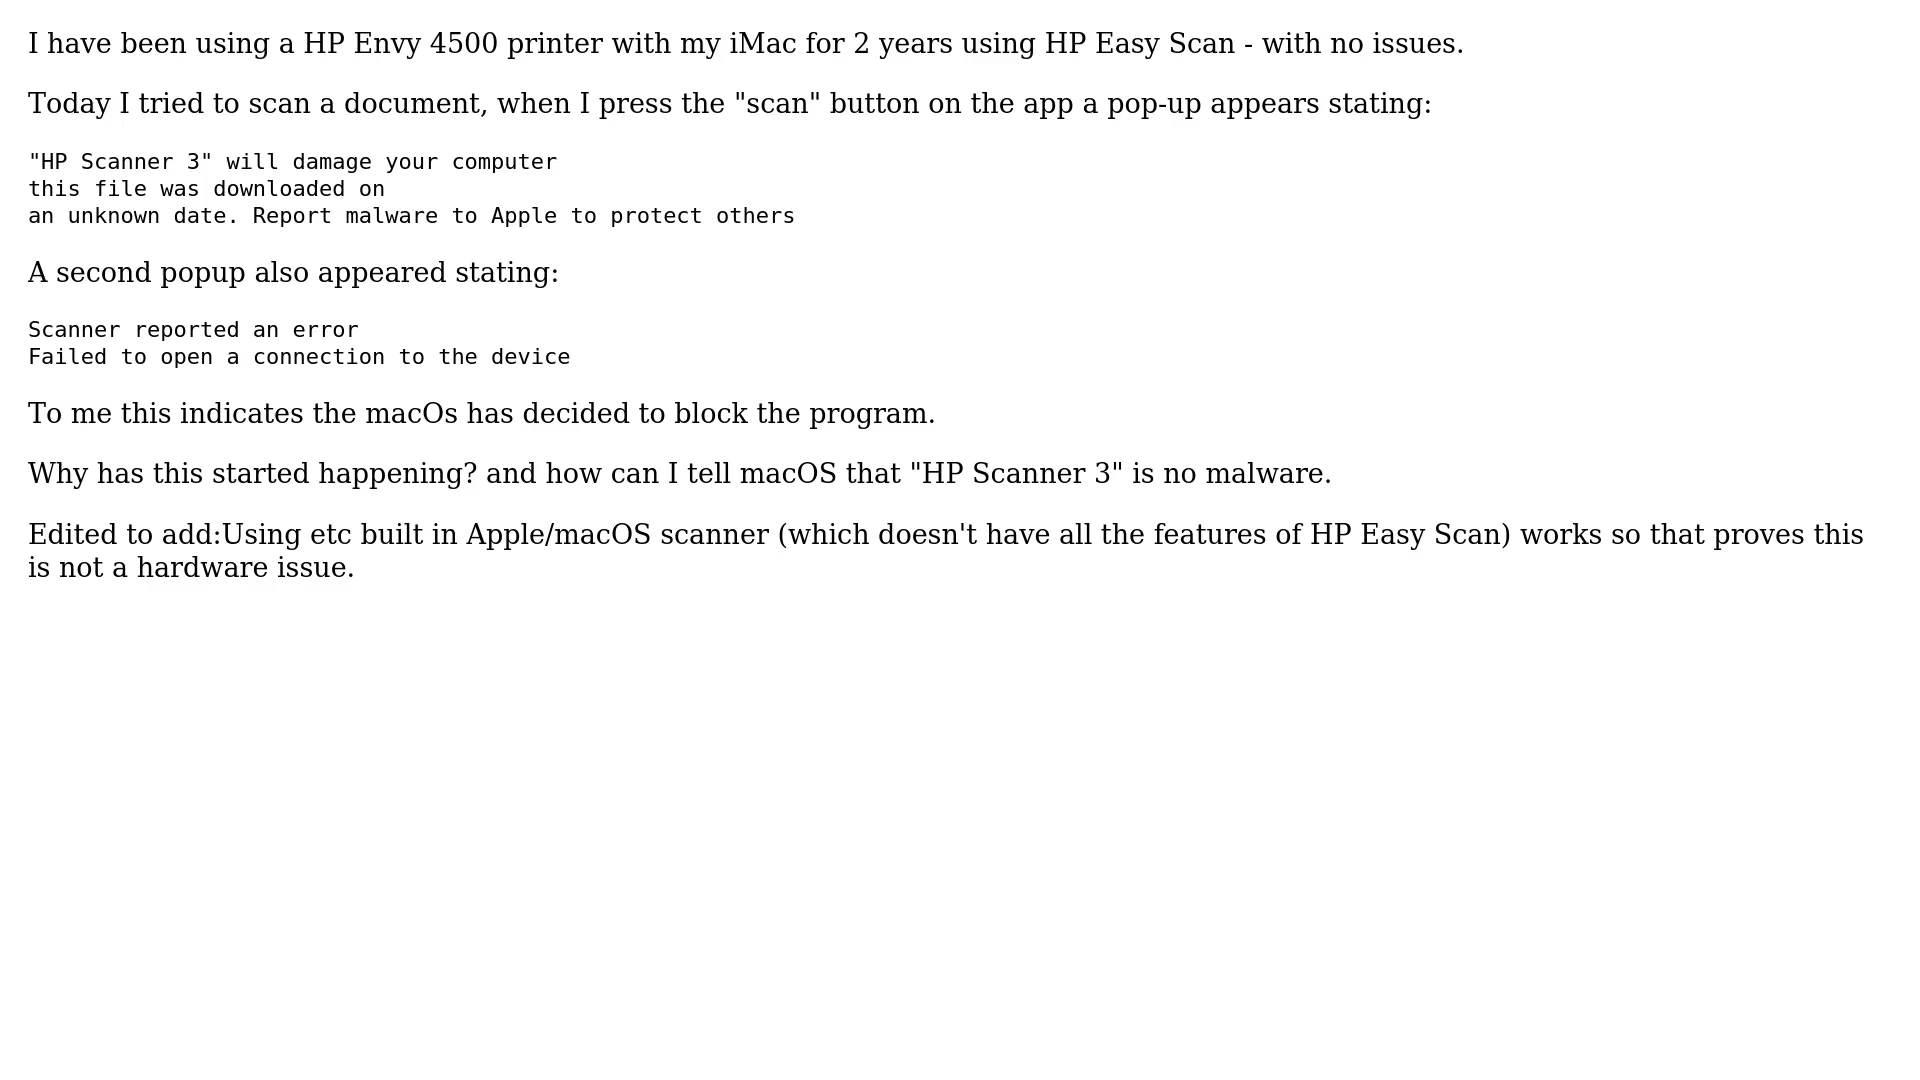 I have been using a HP Envy 4500 printer with my iMac for 2 years using HP Easy Scan - with no issues.
Today I tried to scan a document, when I press the "scan" button on the app a pop-up appears stating:
"HP Scanner 3" will damage your computer
this file was downloaded on
an unknown date. Report malware to Apple to protect others
A second popup also appeared stating:
Scanner reported an error
Failed to open a connection to the device
To me this indicates the macOs has decided to block the program.
Why has this started happening? and how can I tell macOS that "HP Scanner 3" is no malware.
Edited to add:Using etc built in Apple/macOS scanner (which doesn't have all the features of HP Easy Scan) works so that proves this
is not a hardware issue.